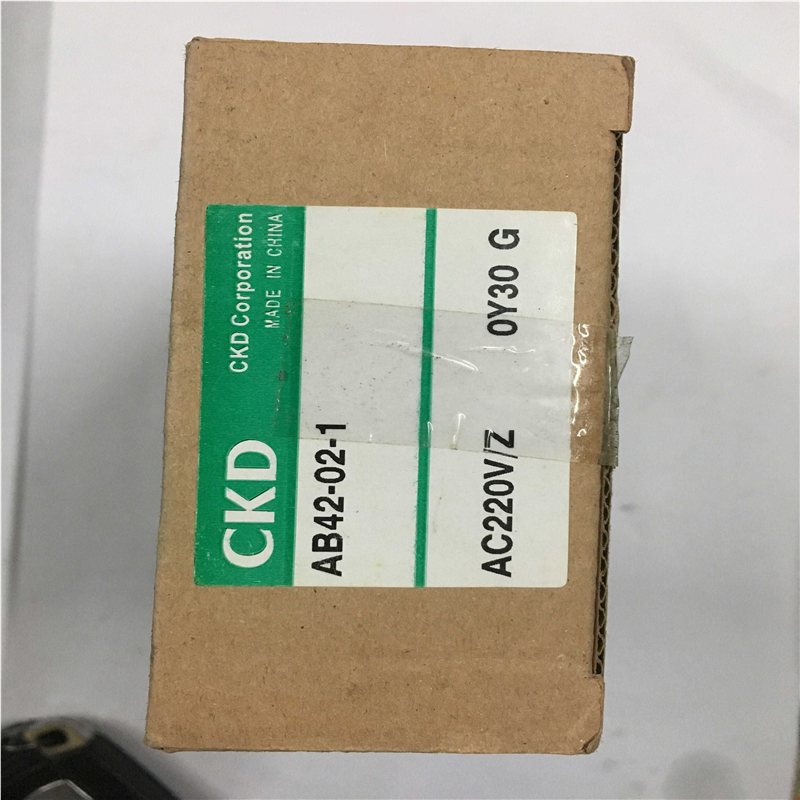 CKD
CKD Corporation
MADE IN CHINA
AB42-02-1
AC220V/Z
0Y30 G